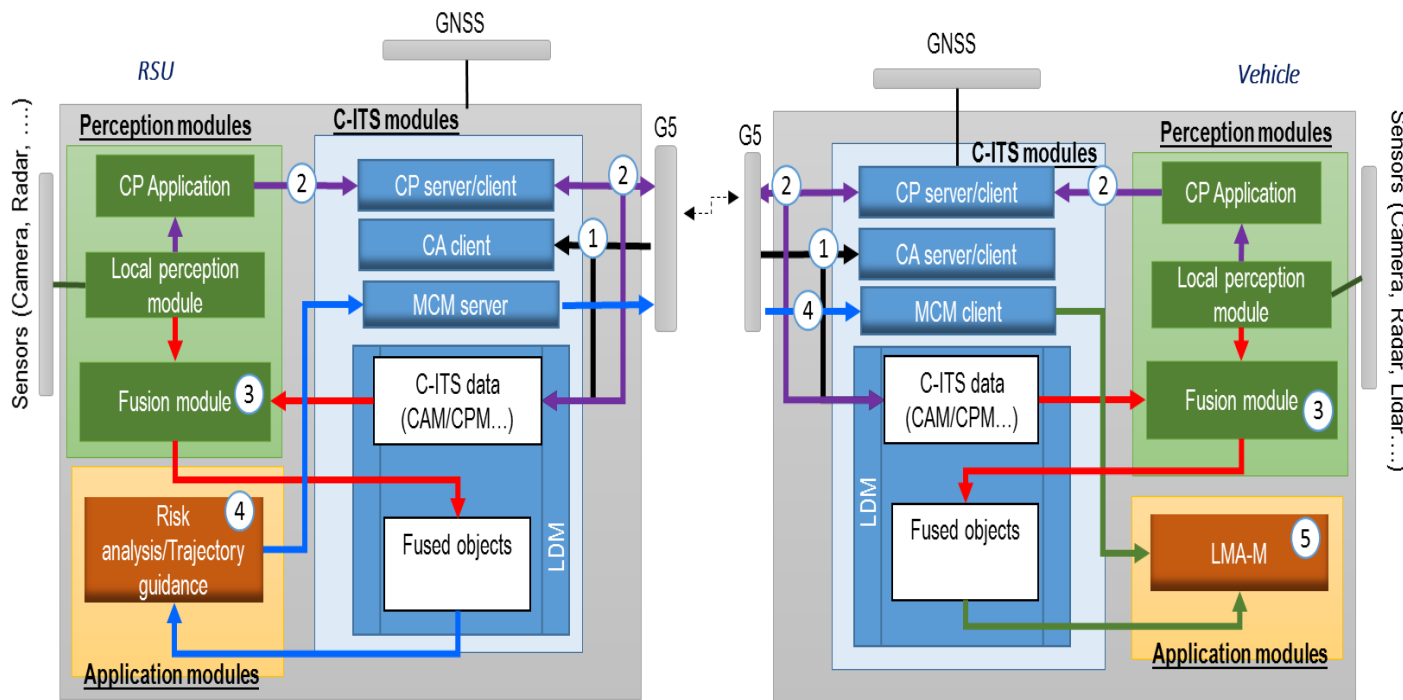 GNSS
RSU
Sensors (Camera, Radar, ....)
Perception modules
C-ITS modules
G5
CP Application
2
CP server/client
2
CA client
1
Local perception
module
MCM server
C-ITS data
(CAM/CPM...)
Fusion module
3
4
Risk
analysis/Trajectory
guidance
Fused objects
LDM
Application modules
GNSS
Vehicle
G5
Perception modules
C-ITS modules
Sensors (Camera, Radar, Lidar....)
2
CP server/client
2
CP Application
1
CA server/client
4
MCM client
Local perception
module
C-ITS data
(CAM/CPM...)
Fusion module
3
LDM
Fused objects
5
LMA-M
Application modules